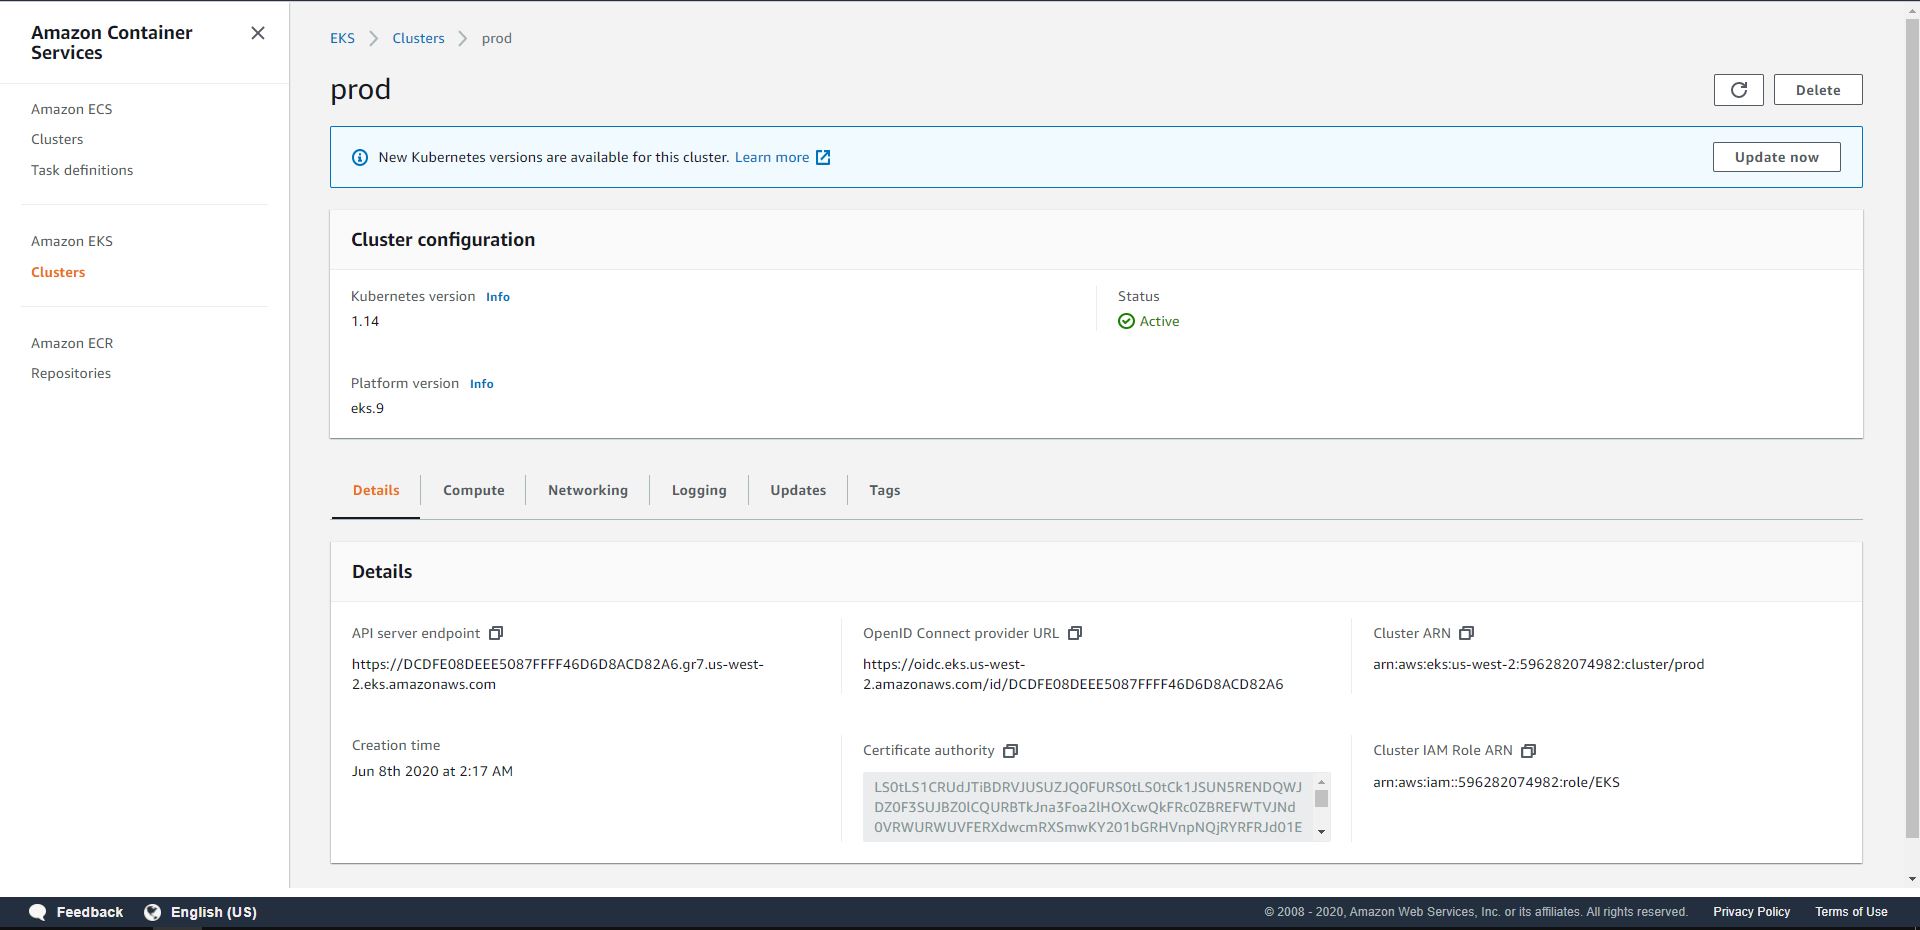 Amazon Container
Services
Amazon ECS
Clusters
Task definitions
Amazon EKS
Clusters
Amazon ECR
Repositories
EKS > Clusters > prod
prod
Delete
New Kubernetes versions are available for this cluster. Learn more
Update now
Cluster configuration
Kubernetes version Info
1.14
Status
Active
Platform version Info
eks.9
Details
Compute
Networking
Logging
Updates
Tags
Details
API server endpoint
https://DCDFE08DEEE5087FFFF46D6D8ACD82A6.gr7.us-west-
2.eks.amazonaws.com
OpenID Connect provider URL
https://oidc.eks.us-west-
2.amazonaws.com/id/DCDFE08DEEE5087FFFF46D6D8ACD82A6
Cluster ARN
arn:aws:eks:us-west-2:596282074982:cluster/prod
Creation time
Jun 8th 2020 at 2:17 AM
Certificate authority
LS0tLS1CRUdJTiBDRVJUSUZJQ0FURS0tLS0tCk1JSUN5RENDQWJ
DZ0F3SUJBZ0lCQURBTkJna3Foa2lHOXcwQkFRc0ZBREFWTVJNd
0VRWURWUVFERXdwcmRXSmwKY201bGRHVnpNQjRYRFRJd01E
Cluster IAM Role ARN
arn:aws:iam::596282074982:role/EKS
Feedback
English (US)
© 2008 - 2020, Amazon Web Services, Inc. or its affiliates. All rights reserved.
Privacy Policy
Terms of Use